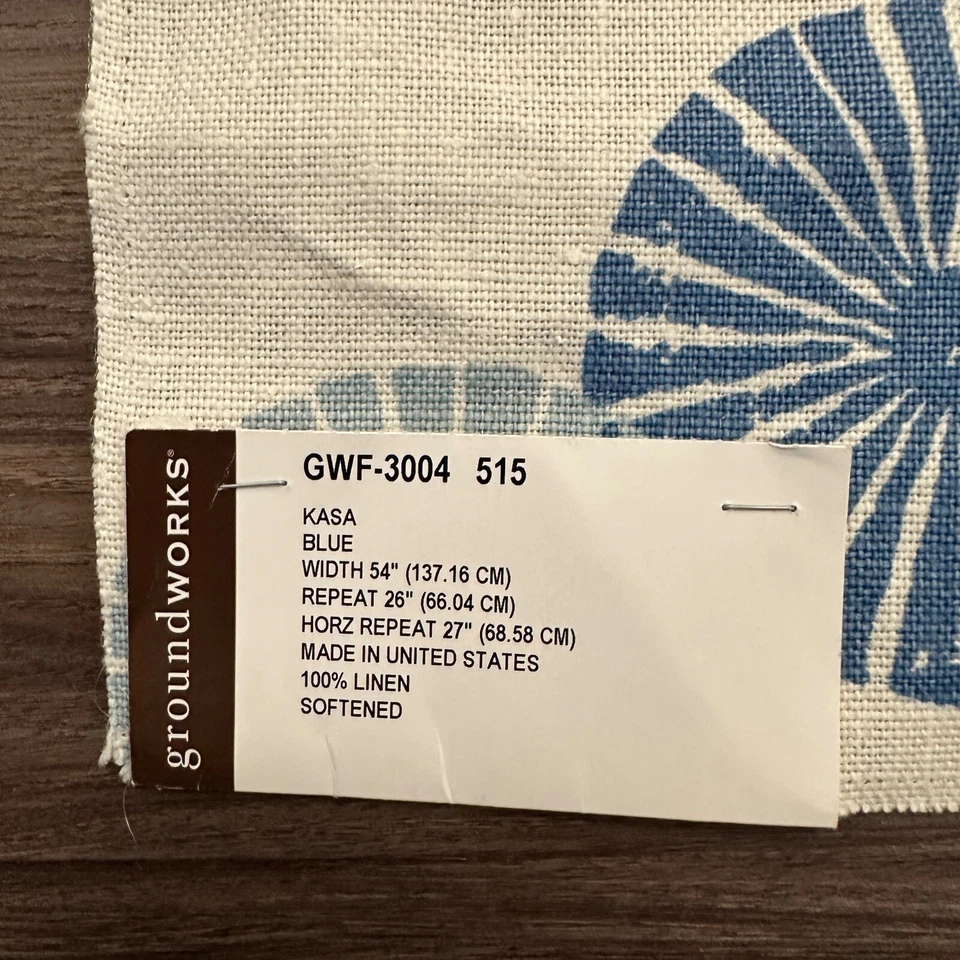 groundworks®
GWF-3004 515
KASA
BLUE
WIDTH 54" (137.16 CM)
REPEAT 26" (66.04 CM)
HORZ REPEAT 27" (68.58 CM)
MADE IN UNITED STATES
100% LINEN
SOFTENED